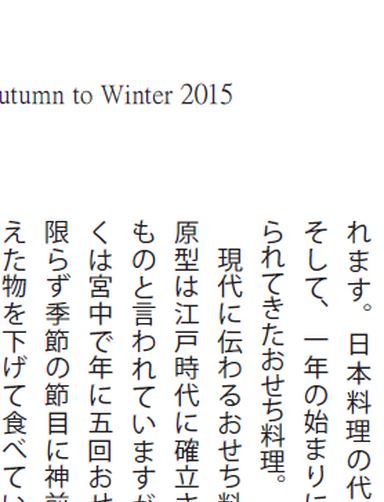 utumn to Winter 2015
れます。日本料理の代
そして、一年の始まりに
られてきたおせち料理。
現代に伝わるおせち料
原型は江戸時代に確立さ
ものと言われていますが
くは宮中で年に五回おせ
限らず季節の節目に神前
えた物を下げて食べてい